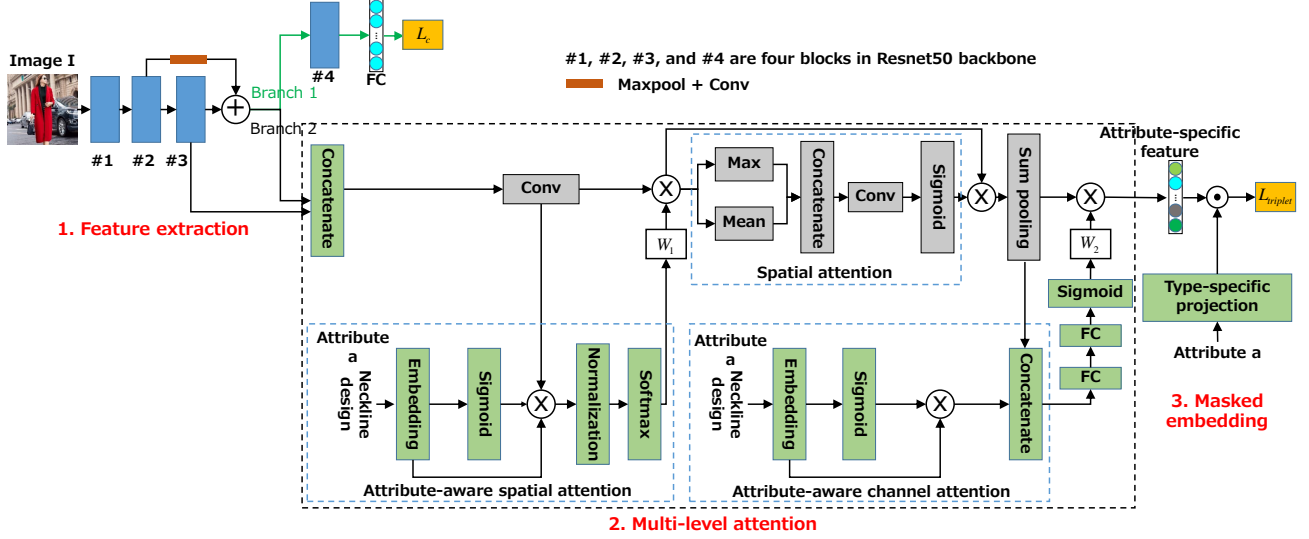 Image I
#1
#2
#3
Branch 1
Branch 2
#4
FC
L_c
#1, #2, #3, and #4 are four blocks in Resnet50 backbone
Maxpool + Conv
1. Feature extraction
Concatenate
Conv
X
W_1
Max
Mean
Concatenate
Conv
Sigmoid
Spatial attention
X
Sum pooling
X
W_2
Sigmoid
FC
FC
Attribute
a
Neckline
design
Embedding
Sigmoid
X
Normalization
Softmax
Attribute-aware spatial attention
Attribute
a
Neckline
design
Embedding
Sigmoid
X
Concatenate
Attribute-aware channel attention
2. Multi-level attention
Attribute-specific
feature
L_triplet
Type-specific
projection
Attribute a
3. Masked
embedding